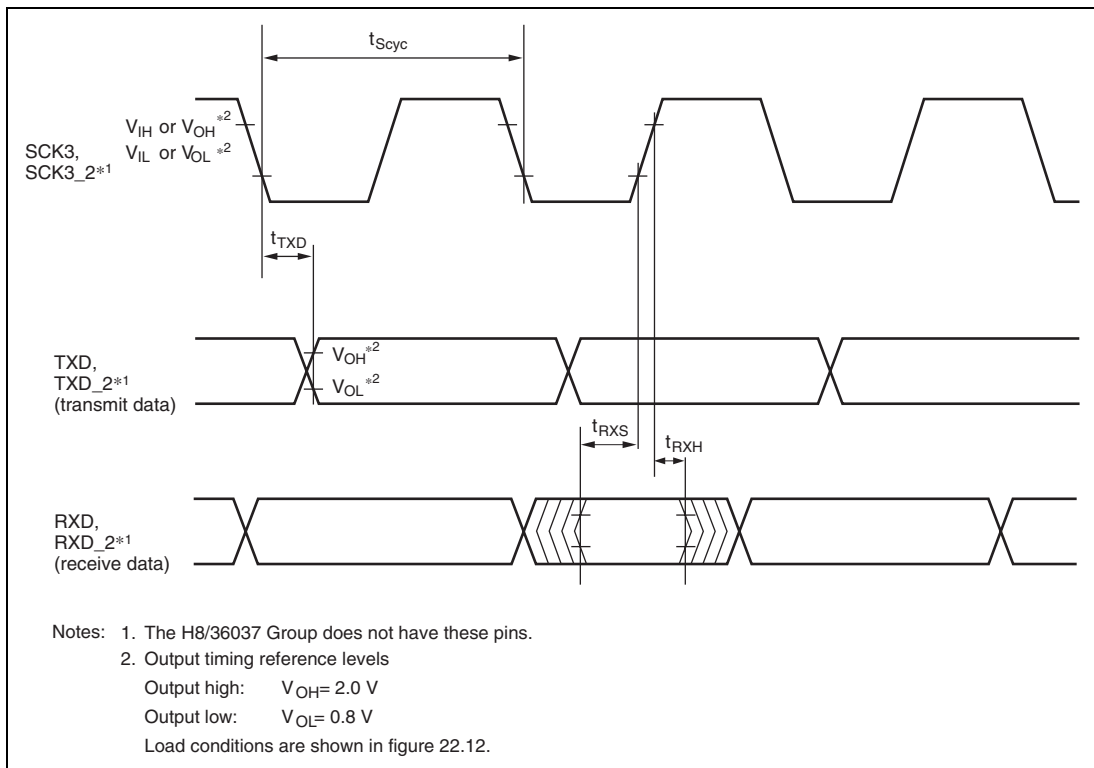 tScyc
VIH or VOH*2
VIL or VOL*2
SCK3,
SCK3_2*1
tTXD
TXD,
TXD_2*1
(transmit data)
VOH*2
VOL*2
tRXS
tRXH
RXD,
RXD_2*1
(receive data)
Notes: 1. The H8/36037 Group does not have these pins.
2. Output timing reference levels
Output high: VOH= 2.0 V
Output low: VOL= 0.8 V
Load conditions are shown in figure 22.12.